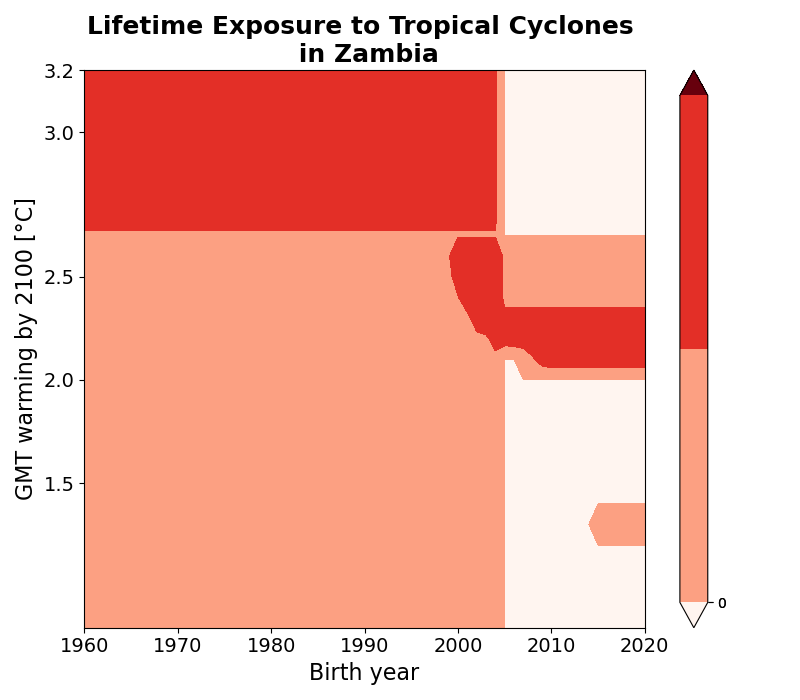 Lifetime Exposure to Tropical Cyclones
in Zambia
3.2
3.0
2.5
2.0
1.5
GMT warming by 2100 [°C]
1960 1970 1980 1990 2000 2010 2020
Birth year
0